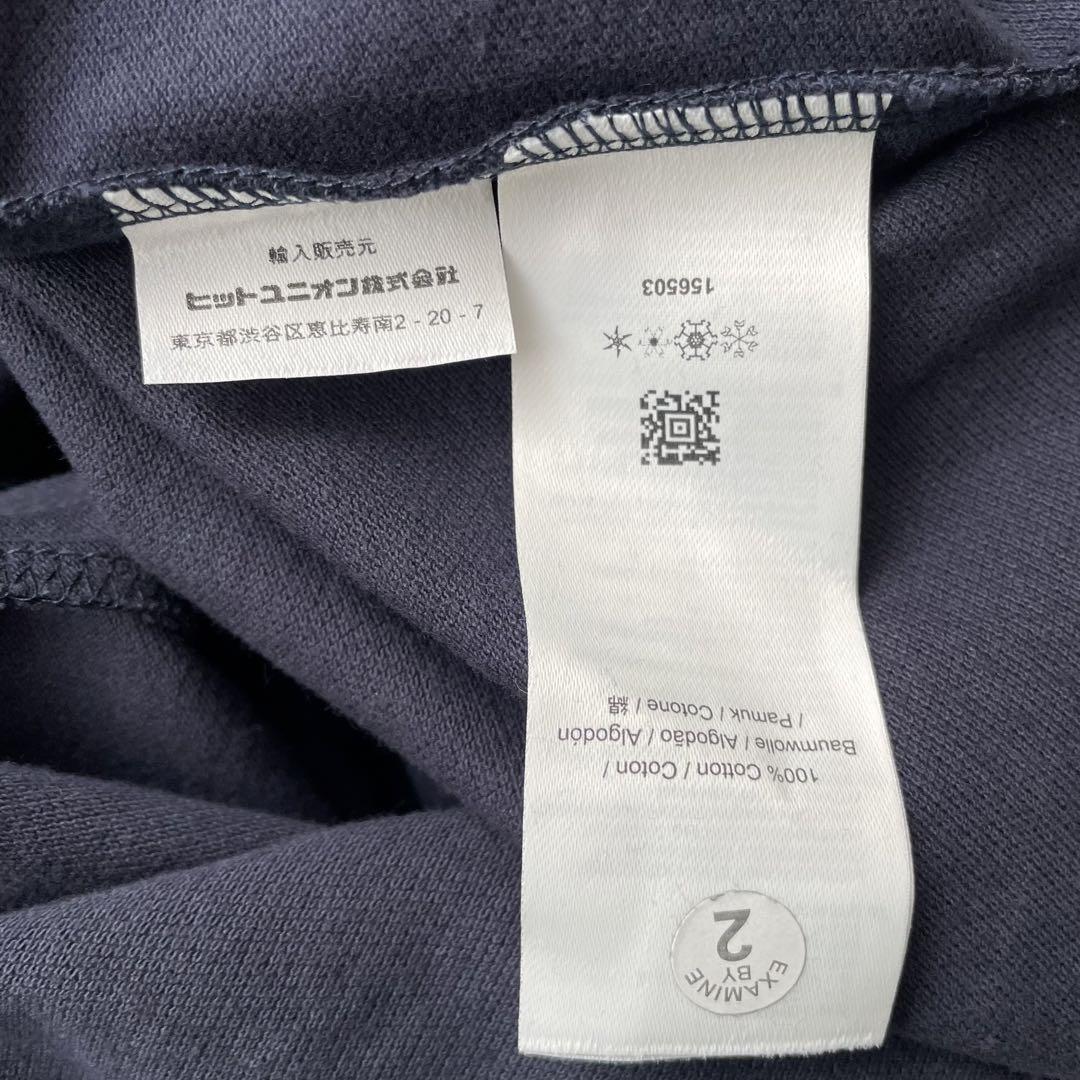 輸入販売元
ヒットユニオン株式会社
東京都渋谷区恵比寿南2-20-7
156503
100% Cotton / Coton /
Baumwolle / Algodão / Algodón
/ Pamuk / Cotone / 綿
EXAMINE
BY
2